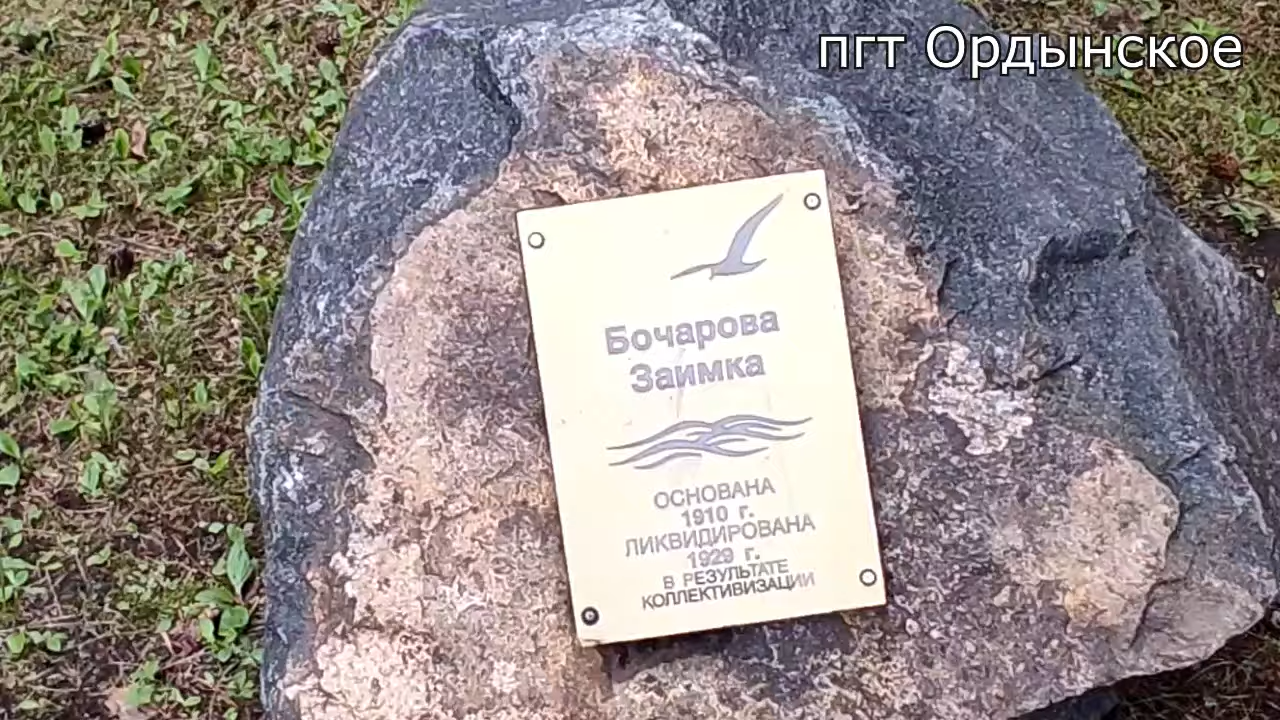 пгт Ордынское
Бочарова
Заимка
ОСНОВАНА
1910 г.
ЛИКВИДИРОВАНА
1929 г.
В РЕЗУЛЬТАТЕ
КОЛЛЕКТИВИЗАЦИИ